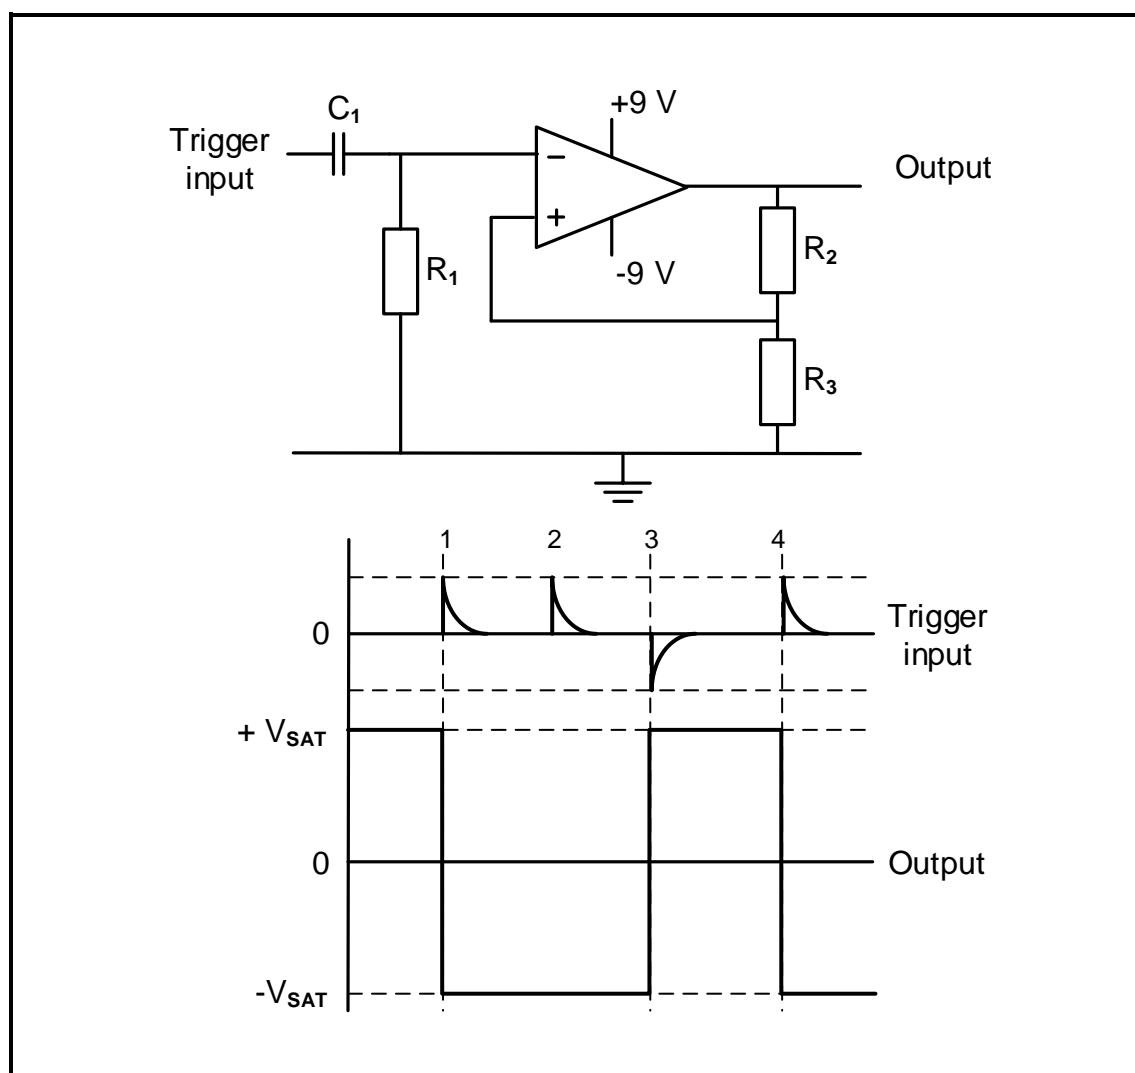 C1
+9 V
Trigger
input
−
Output
+
R2
R1
-9 V
R3
1 2 3 4
0
Trigger
input
+ VSAT
0
Output
-VSAT